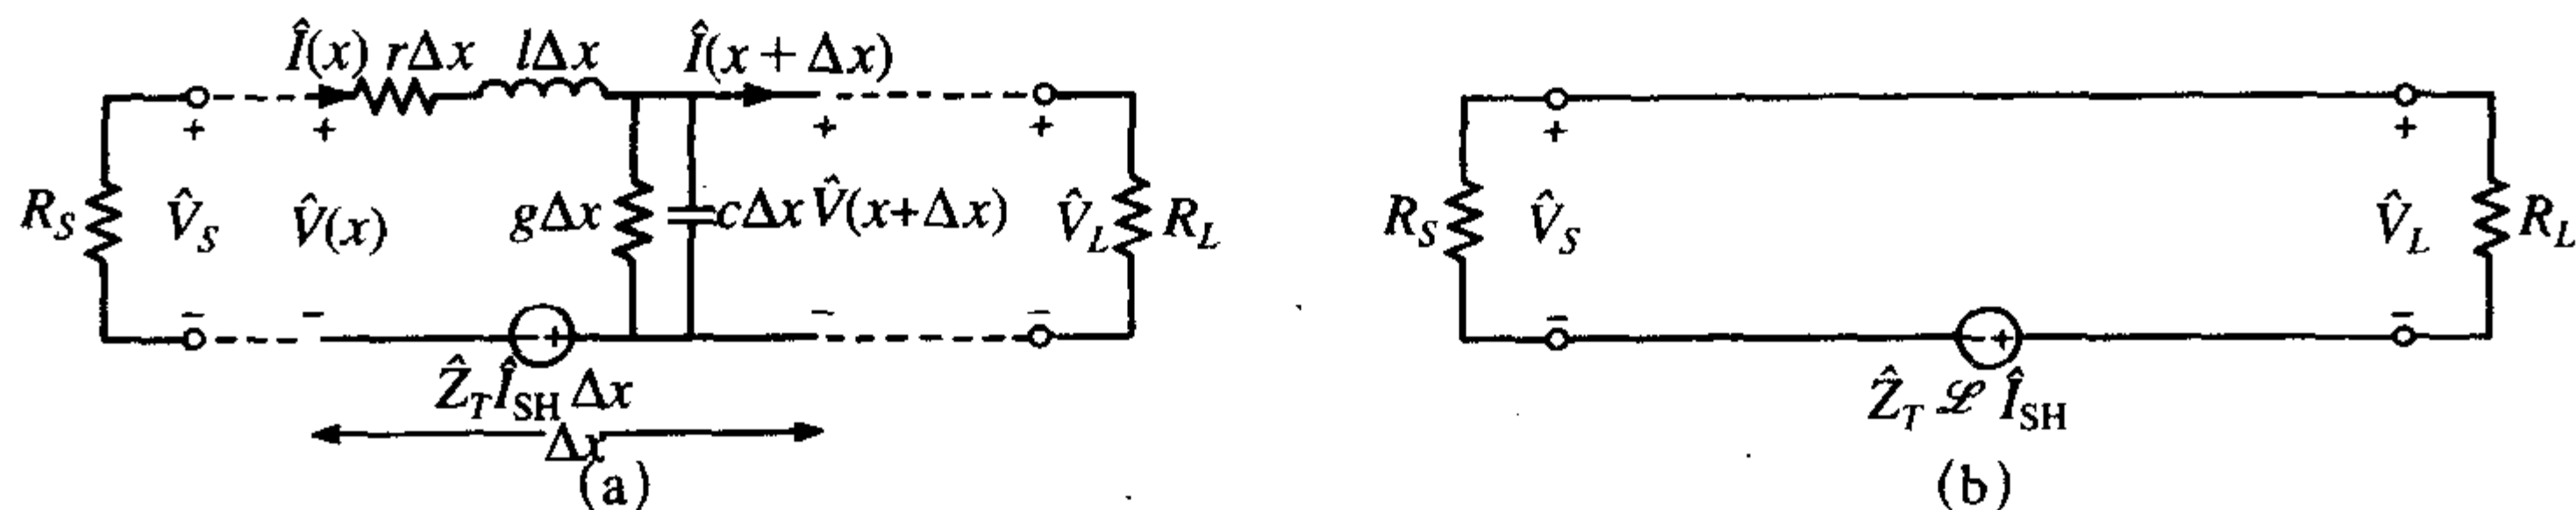 Î(x) rΔx lΔx Î(x + Δx)
+ + + +
R_S V̂_S V̂(x) gΔx cΔx V̂(x+Δx) V̂_L R_L
- - - -
- +
Ẑ_T Î_SH Δx
Δx
(a)
+ +
R_S V̂_S V̂_L R_L
- -
- +
Ẑ_T ℒ Î_SH
(b)